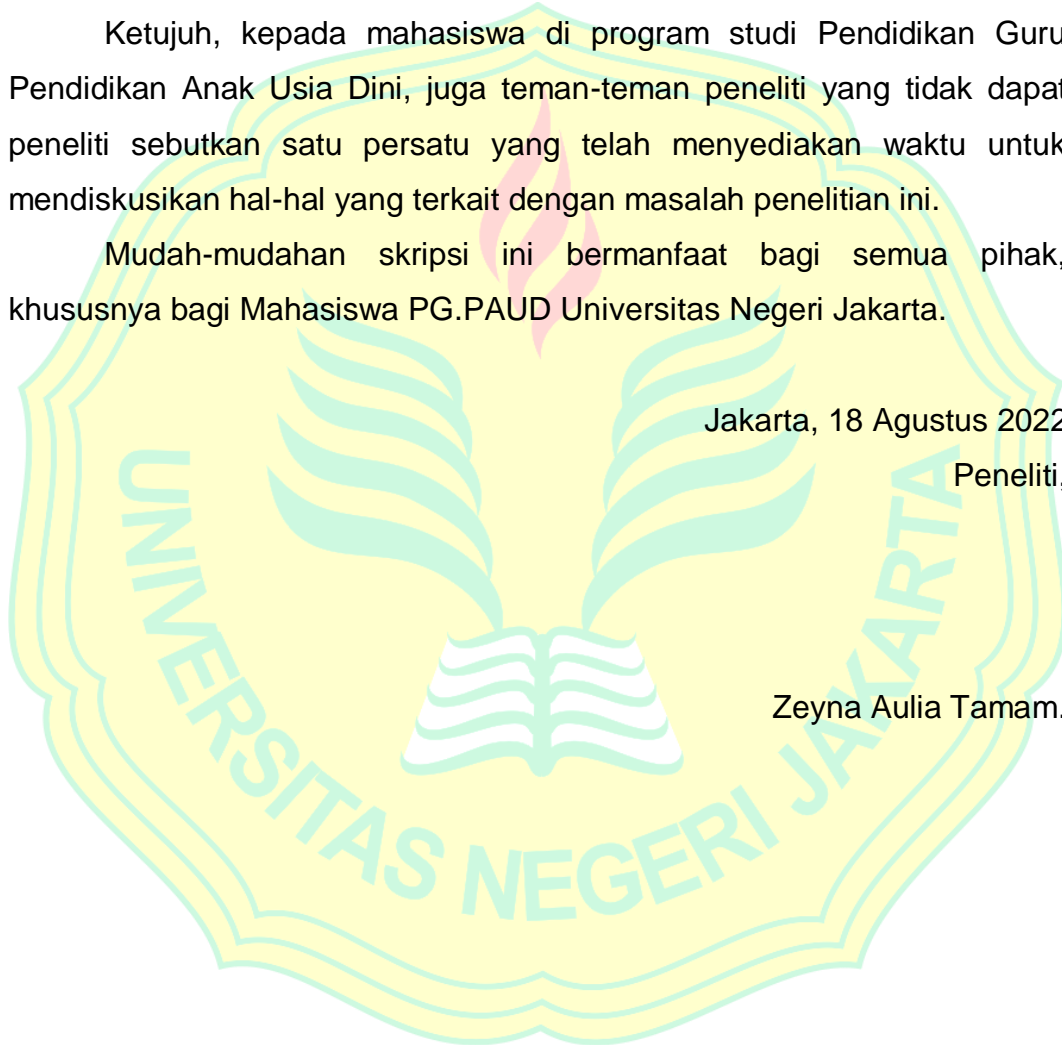 Ketujuh, kepada mahasiswa di program studi Pendidikan Guru
Pendidikan Anak Usia Dini, juga teman-teman peneliti yang tidak dapat
peneliti sebutkan satu persatu yang telah menyediakan waktu untuk
mendiskusikan hal-hal yang terkait dengan masalah penelitian ini.
Mudah-mudahan skripsi ini bermanfaat bagi semua pihak,
khususnya bagi Mahasiswa PG.PAUD Universitas Negeri Jakarta.
Jakarta, 18 Agustus 2022
Peneliti,
Zeyna Aulia Tamam.
UNIVERSITAS NEGERI JAKARTA